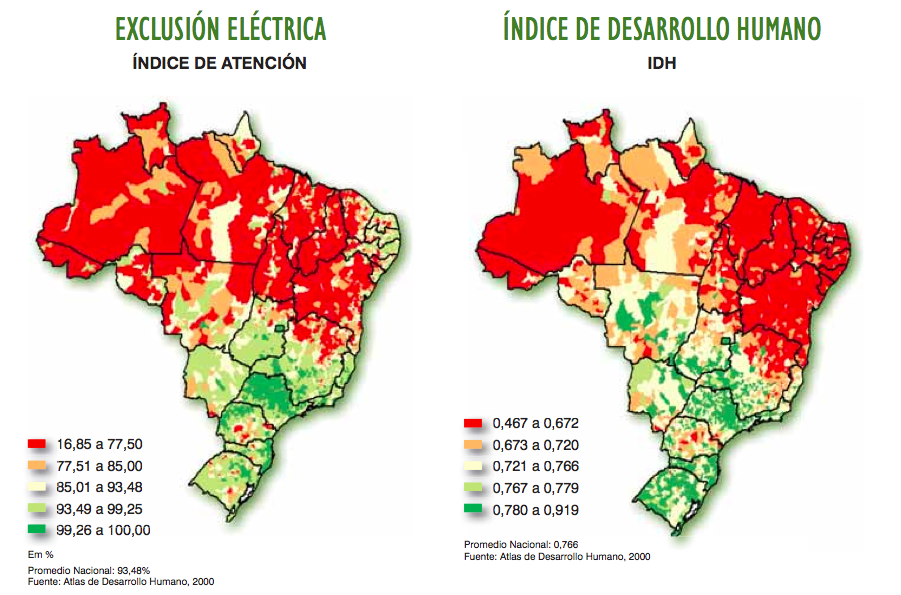 EXCLUSIÓN ELÉCTRICA
ÍNDICE DE ATENCIÓN
16,85 a 77,50
77,51 a 85,00
85,01 a 93,48
93,49 a 99,25
99,26 a 100,00
Em %
Promedio Nacional: 93,48%
Fuente: Atlas de Desarrollo Humano, 2000
ÍNDICE DE DESARROLLO HUMANO
IDH
0,467 a 0,672
0,673 a 0,720
0,721 a 0,766
0,767 a 0,779
0,780 a 0,919
Promedio Nacional: 0,766
Fuente: Atlas de Desarrollo Humano, 2000